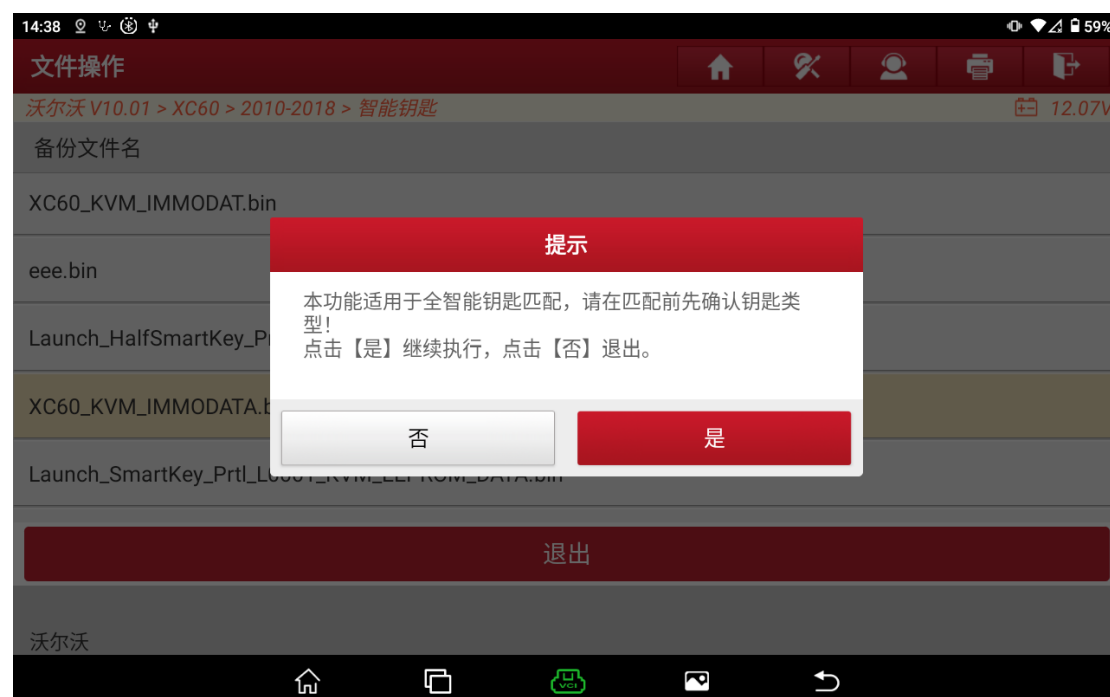 14:38 59%
文件操作
沃尔沃 V10.01 > XC60 > 2010-2018 > 智能钥匙 12.07V
备份文件名
XC60_KVM_IMMODAT.bin
提示
eee.bin
本功能适用于全智能钥匙匹配，请在匹配前先确认钥匙类
型！
Launch_HalfSmartKey_P
点击【是】继续执行，点击【否】退出。
XC60_KVM_IMMODATA.b
否 是
Launch_SmartKey_Prtl_L0001_KVM_EEPROM_DATA.bin
退出
沃尔沃
VCI